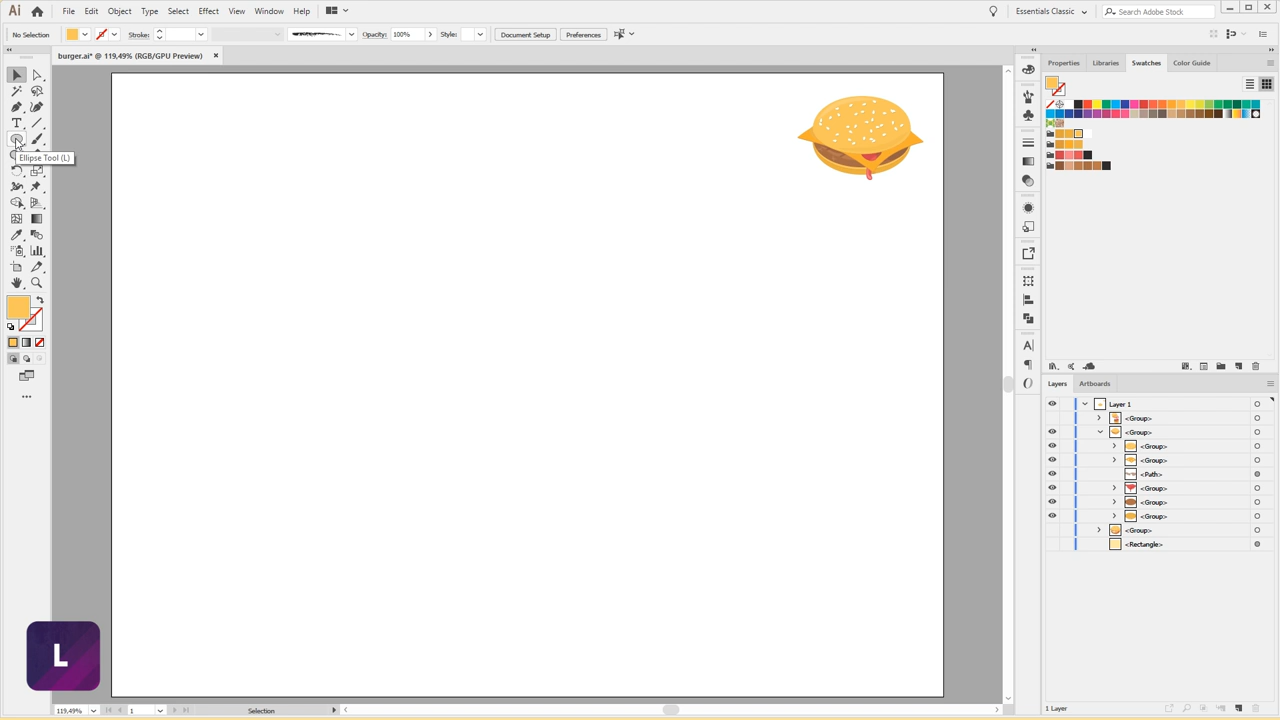 Ai File Edit Object Type Select Effect View Window Help Essentials Classic Search Adobe Stock
No Selection Stroke: Opacity: 100% Style: Document Setup Preferences
burger.ai* @ 119,49% (RGB/GPU Preview) ×
Properties Libraries Swatches Color Guide
Ellipse Tool (L)
Layers Artboards
Layer 1
<Group>
<Group>
<Group>
<Group>
<Path>
<Group>
<Group>
<Group>
<Group>
<Rectangle>
L
119,49% 1 Selection
1 Layer